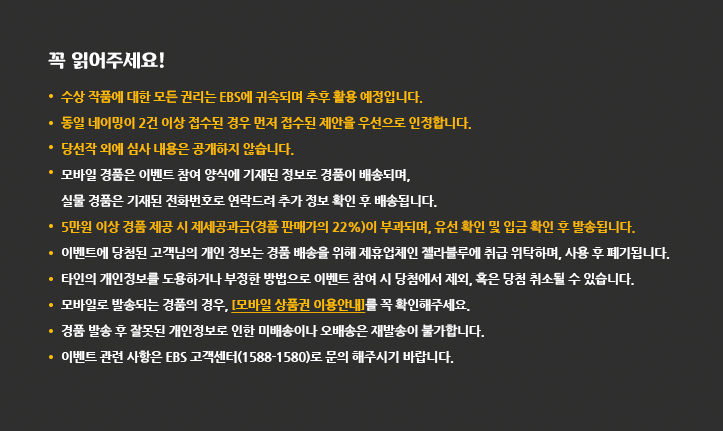 꼭 읽어주세요!
• 수상 작품에 대한 모든 권리는 EBS에 귀속되며 추후 활용 예정입니다.
• 동일 네이밍이 2건 이상 접수된 경우 먼저 접수된 제안을 우선으로 인정합니다.
• 당선작 외에 심사 내용은 공개하지 않습니다.
• 모바일 경품은 이벤트 참여 양식에 기재된 정보로 경품이 배송되며,
실물 경품은 기재된 전화번호로 연락드려 추가 정보 확인 후 배송됩니다.
• 5만원 이상 경품 제공 시 제세공과금(경품 판매가의 22%)이 부과되며, 유선 확인 및 입금 확인 후 발송됩니다.
• 이벤트에 당첨된 고객님의 개인 정보는 경품 배송을 위해 제휴업체인 젤라블루에 취급 위탁하며, 사용 후 폐기됩니다.
• 타인의 개인정보를 도용하거나 부정한 방법으로 이벤트 참여 시 당첨에서 제외, 혹은 당첨 취소될 수 있습니다.
• 모바일로 발송되는 경품의 경우, [모바일 상품권 이용안내]를 꼭 확인해주세요.
• 경품 발송 후 잘못된 개인정보로 인한 미배송이나 오배송은 재발송이 불가합니다.
• 이벤트 관련 사항은 EBS 고객센터(1588-1580)로 문의 해주시기 바랍니다.